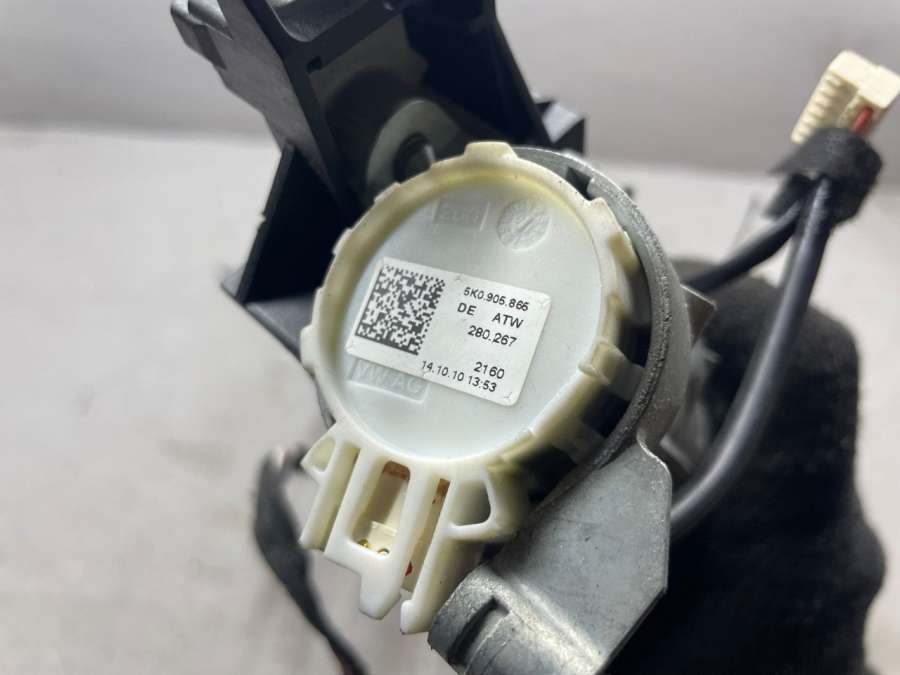 5K0.905.865
DE ATW
280.267
2160
14.10.10 13:53
VW AG